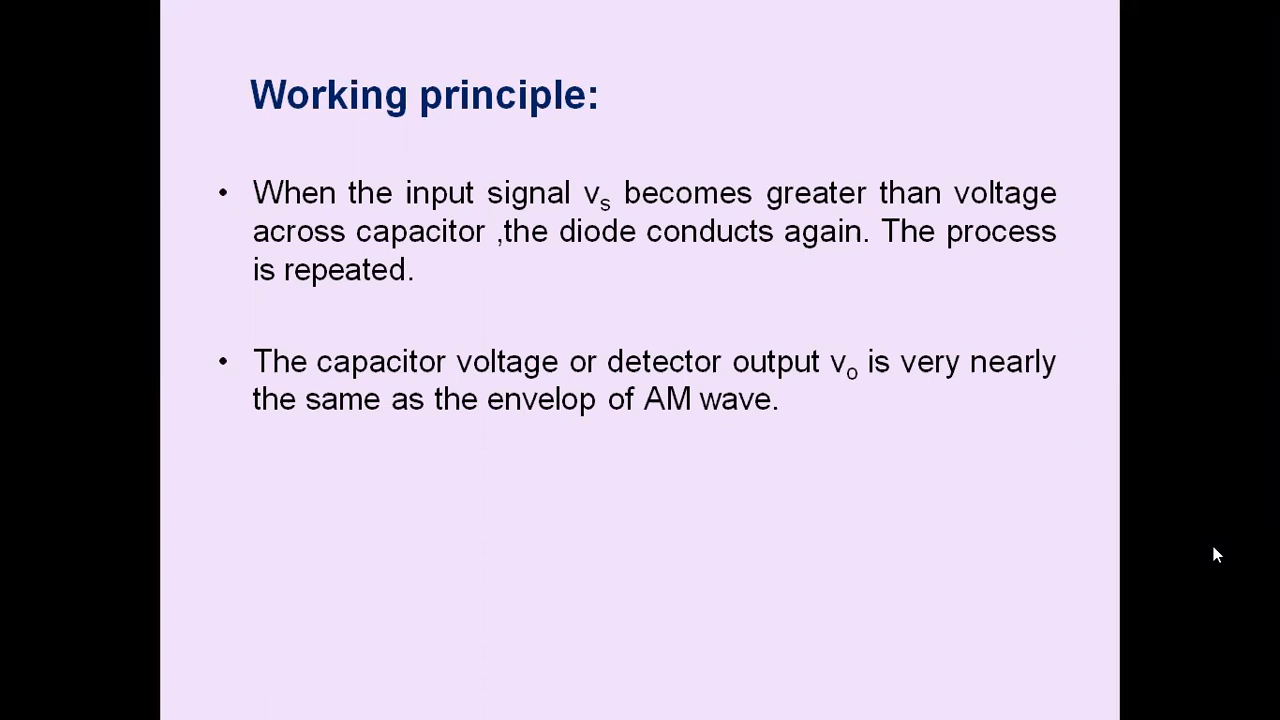 Working principle:
• When the input signal vs becomes greater than voltage
across capacitor ,the diode conducts again. The process
is repeated.
• The capacitor voltage or detector output vo is very nearly
the same as the envelop of AM wave.